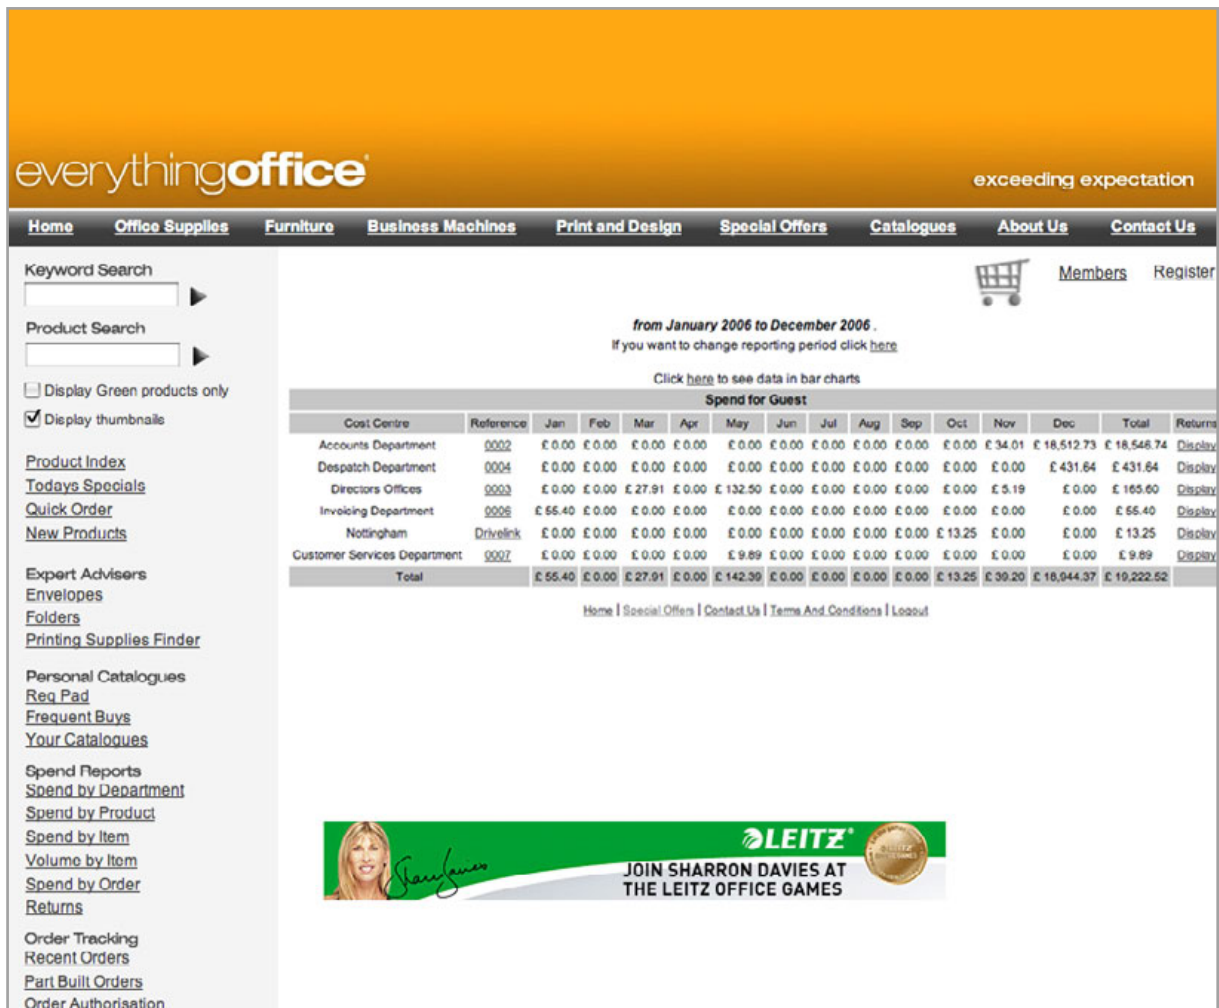 everythingoffice
exceeding expectation
Home Office Supplies Furniture Business Machines Print and Design Special Offers Catalogues About Us Contact Us
Keyword Search
Members Register
Product Search
Display Green products only
Display thumbnails
Product Index
Todays Specials
Quick Order
New Products
Expert Advisers
Envelopes
Folders
Printing Supplies Finder
Personal Catalogues
Req Pad
Frequent Buys
Your Catalogues
Spend Reports
Spend by Department
Spend by Product
Spend by Item
Volume by Item
Spend by Order
Returns
Order Tracking
Recent Orders
Part Built Orders
Order Authorisation
from January 2006 to December 2006 .
If you want to change reporting period click here
Click here to see data in bar charts
Spend for Guest
Cost Centre Reference Jan Feb Mar Apr May Jun Jul Aug Sep Oct Nov Dec Total Returns
Accounts Department 0002 £ 0.00 £ 0.00 £ 0.00 £ 0.00 £ 0.00 £ 0.00 £ 0.00 £ 0.00 £ 0.00 £ 0.00 £ 34.01 £ 18,512.73 £ 18,546.74 Display
Despatch Department 0004 £ 0.00 £ 0.00 £ 0.00 £ 0.00 £ 0.00 £ 0.00 £ 0.00 £ 0.00 £ 0.00 £ 0.00 £ 0.00 £ 431.64 £ 431.64 Display
Directors Offices 0003 £ 0.00 £ 0.00 £ 27.91 £ 0.00 £ 132.50 £ 0.00 £ 0.00 £ 0.00 £ 0.00 £ 0.00 £ 5.19 £ 0.00 £ 165.60 Display
Invoicing Department 0006 £ 55.40 £ 0.00 £ 0.00 £ 0.00 £ 0.00 £ 0.00 £ 0.00 £ 0.00 £ 0.00 £ 0.00 £ 0.00 £ 0.00 £ 55.40 Display
Nottingham Drivelink £ 0.00 £ 0.00 £ 0.00 £ 0.00 £ 0.00 £ 0.00 £ 0.00 £ 0.00 £ 0.00 £ 13.25 £ 0.00 £ 0.00 £ 13.25 Display
Customer Services Department 0007 £ 0.00 £ 0.00 £ 0.00 £ 0.00 £ 9.89 £ 0.00 £ 0.00 £ 0.00 £ 0.00 £ 0.00 £ 0.00 £ 0.00 £ 9.89 Display
Total £ 55.40 £ 0.00 £ 27.91 £ 0.00 £ 142.39 £ 0.00 £ 0.00 £ 0.00 £ 0.00 £ 13.25 £ 39.20 £ 18,944.37 £ 19,222.52
Home | Special Offers | Contact Us | Terms And Conditions | Logout
LEITZ
JOIN SHARRON DAVIES AT
THE LEITZ OFFICE GAMES